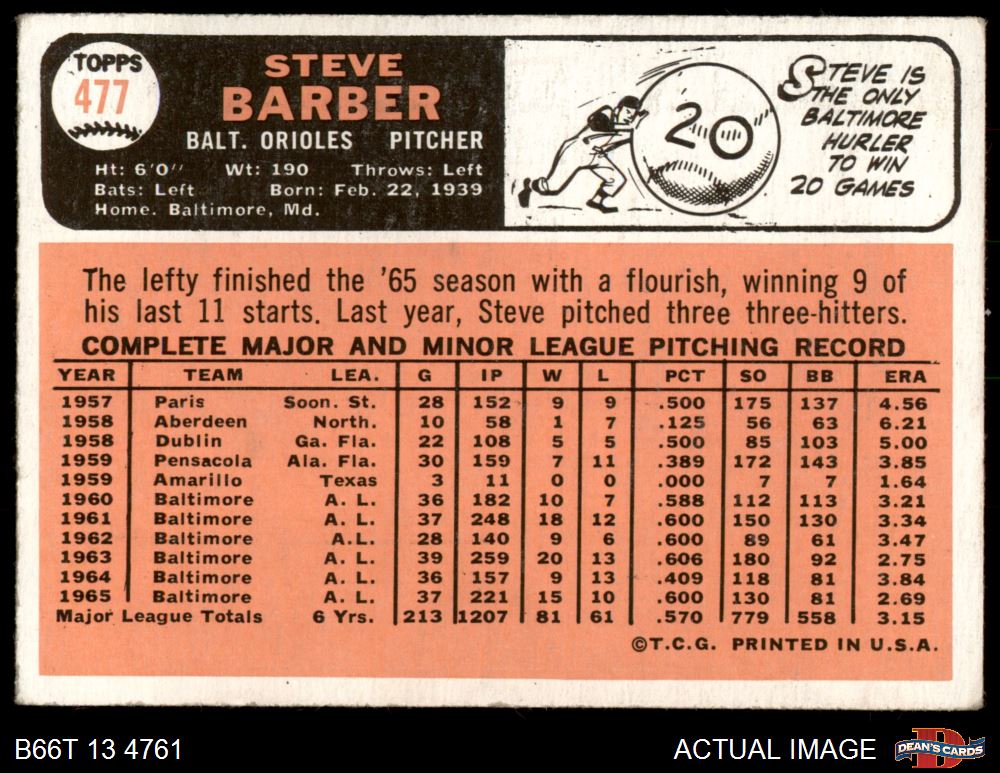 TOPPS
477
STEVE
BARBER
BALT. ORIOLES PITCHER
Ht: 6'0" Wt: 190 Throws: Left
Bats: Left Born: Feb. 22, 1939
Home. Baltimore, Md.
20
STEVE IS
THE ONLY
BALTIMORE
HURLER
TO WIN
20 GAMES
The lefty finished the '65 season with a flourish, winning 9 of
his last 11 starts. Last year, Steve pitched three three-hitters.
COMPLETE MAJOR AND MINOR LEAGUE PITCHING RECORD
YEAR TEAM LEA. G IP W L PCT SO BB ERA
1957 Paris Soon. St. 28 152 9 9 .500 175 137 4.56
1958 Aberdeen North. 10 58 1 7 .125 56 63 6.21
1958 Dublin Ga. Fla. 22 108 5 5 .500 85 103 5.00
1959 Pensacola Ala. Fla. 30 159 7 11 .389 172 143 3.85
1959 Amarillo Texas 3 11 0 0 .000 7 7 1.64
1960 Baltimore A. L. 36 182 10 7 .588 112 113 3.21
1961 Baltimore A. L. 37 248 18 12 .600 150 130 3.34
1962 Baltimore A.L. 28 140 9 6 .600 89 61 3.47
1963 Baltimore A. L. 39 259 20 13 .606 180 92 2.75
1964 Baltimore A. L. 36 157 9 13 .409 118 81 3.84
1965 Baltimore A. L. 37 221 15 10 .600 130 81 2.69
Major League Totals 6 Yrs. 213 1207 81 61 .570 779 558 3.15
©T.C.G. PRINTED IN U.S.A.
B66T 13 4761
ACTUAL IMAGE
D
DEAN'S CARDS